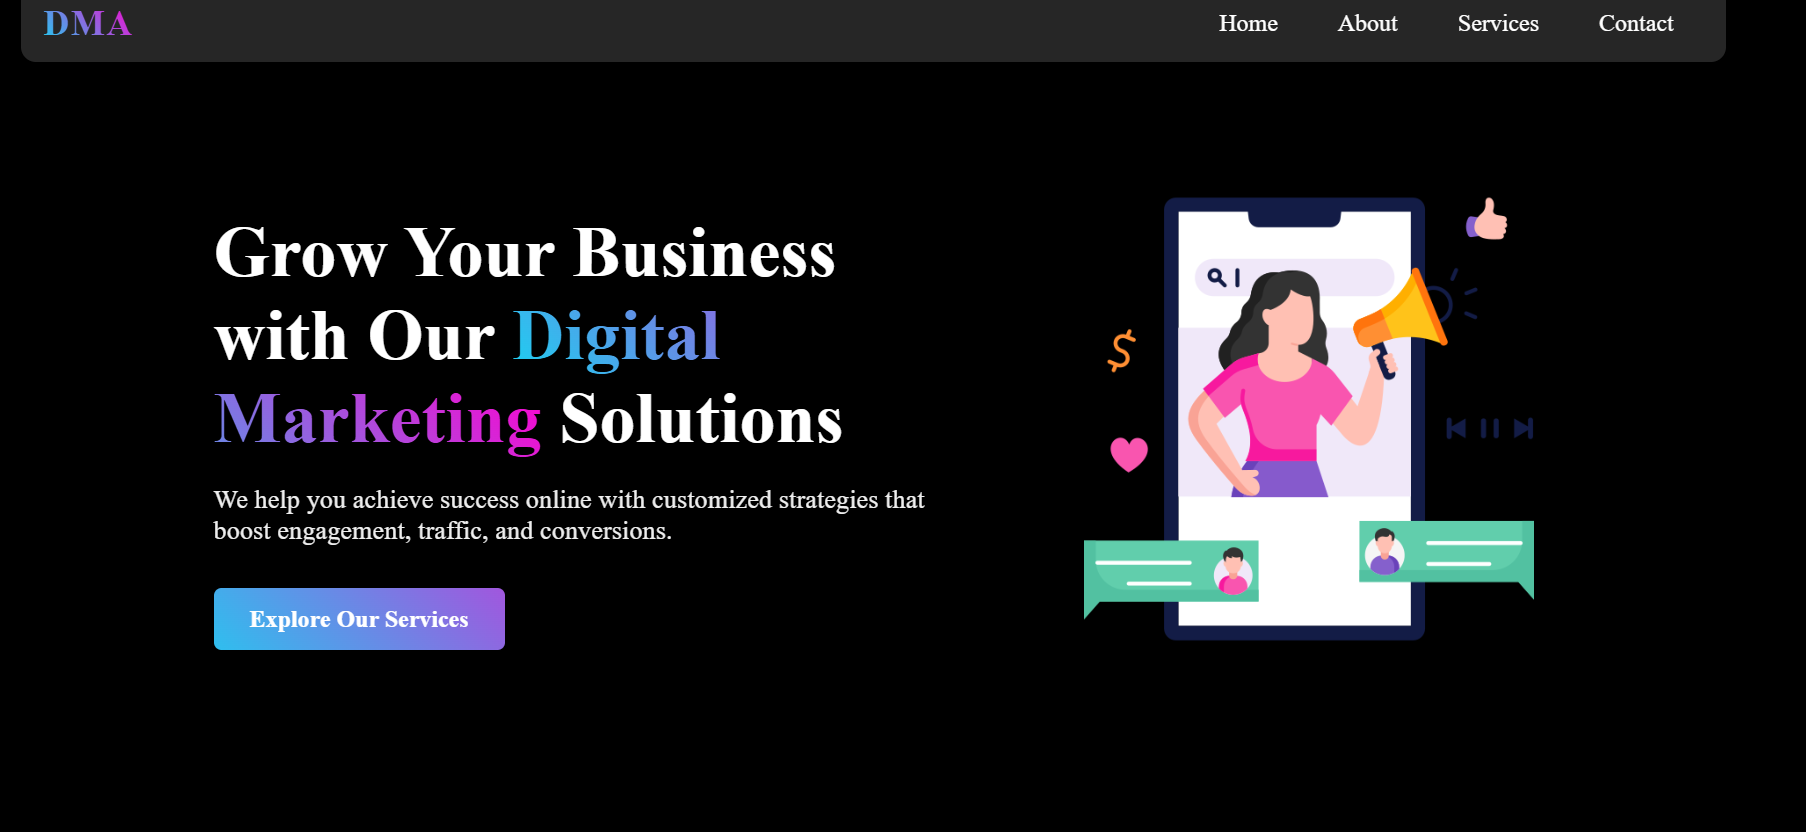 DMA
Home About Services Contact
Grow Your Business
with Our Digital
Marketing Solutions
We help you achieve success online with customized strategies that
boost engagement, traffic, and conversions.
Explore Our Services